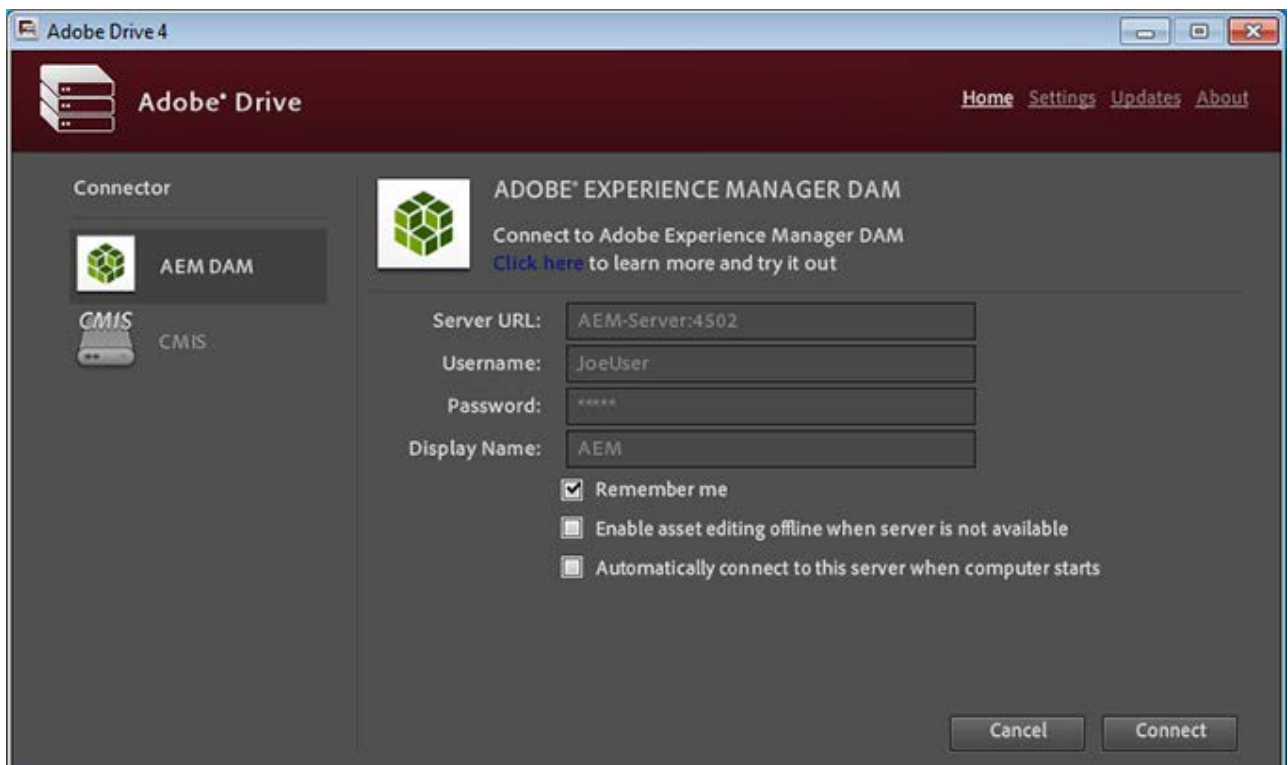 Adobe Drive 4
Adobe® Drive
Home Settings Updates About
Connector
AEM DAM
CMIS
CMIS
ADOBE® EXPERIENCE MANAGER DAM
Connect to Adobe Experience Manager DAM
Click here to learn more and try it out
Server URL: AEM-Server:4502
Username: JoeUser
Password: *****
Display Name: AEM
Remember me
Enable asset editing offline when server is not available
Automatically connect to this server when computer starts
Cancel Connect